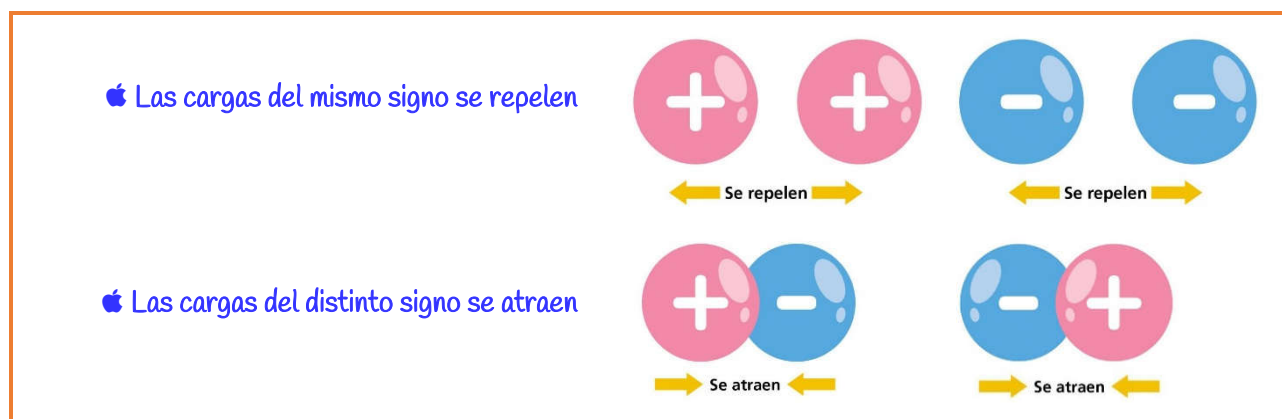 Las cargas del mismo signo se repelen
+ + - -
Se repelen Se repelen
Las cargas del distinto signo se atraen
+ - - +
Se atraen Se atraen